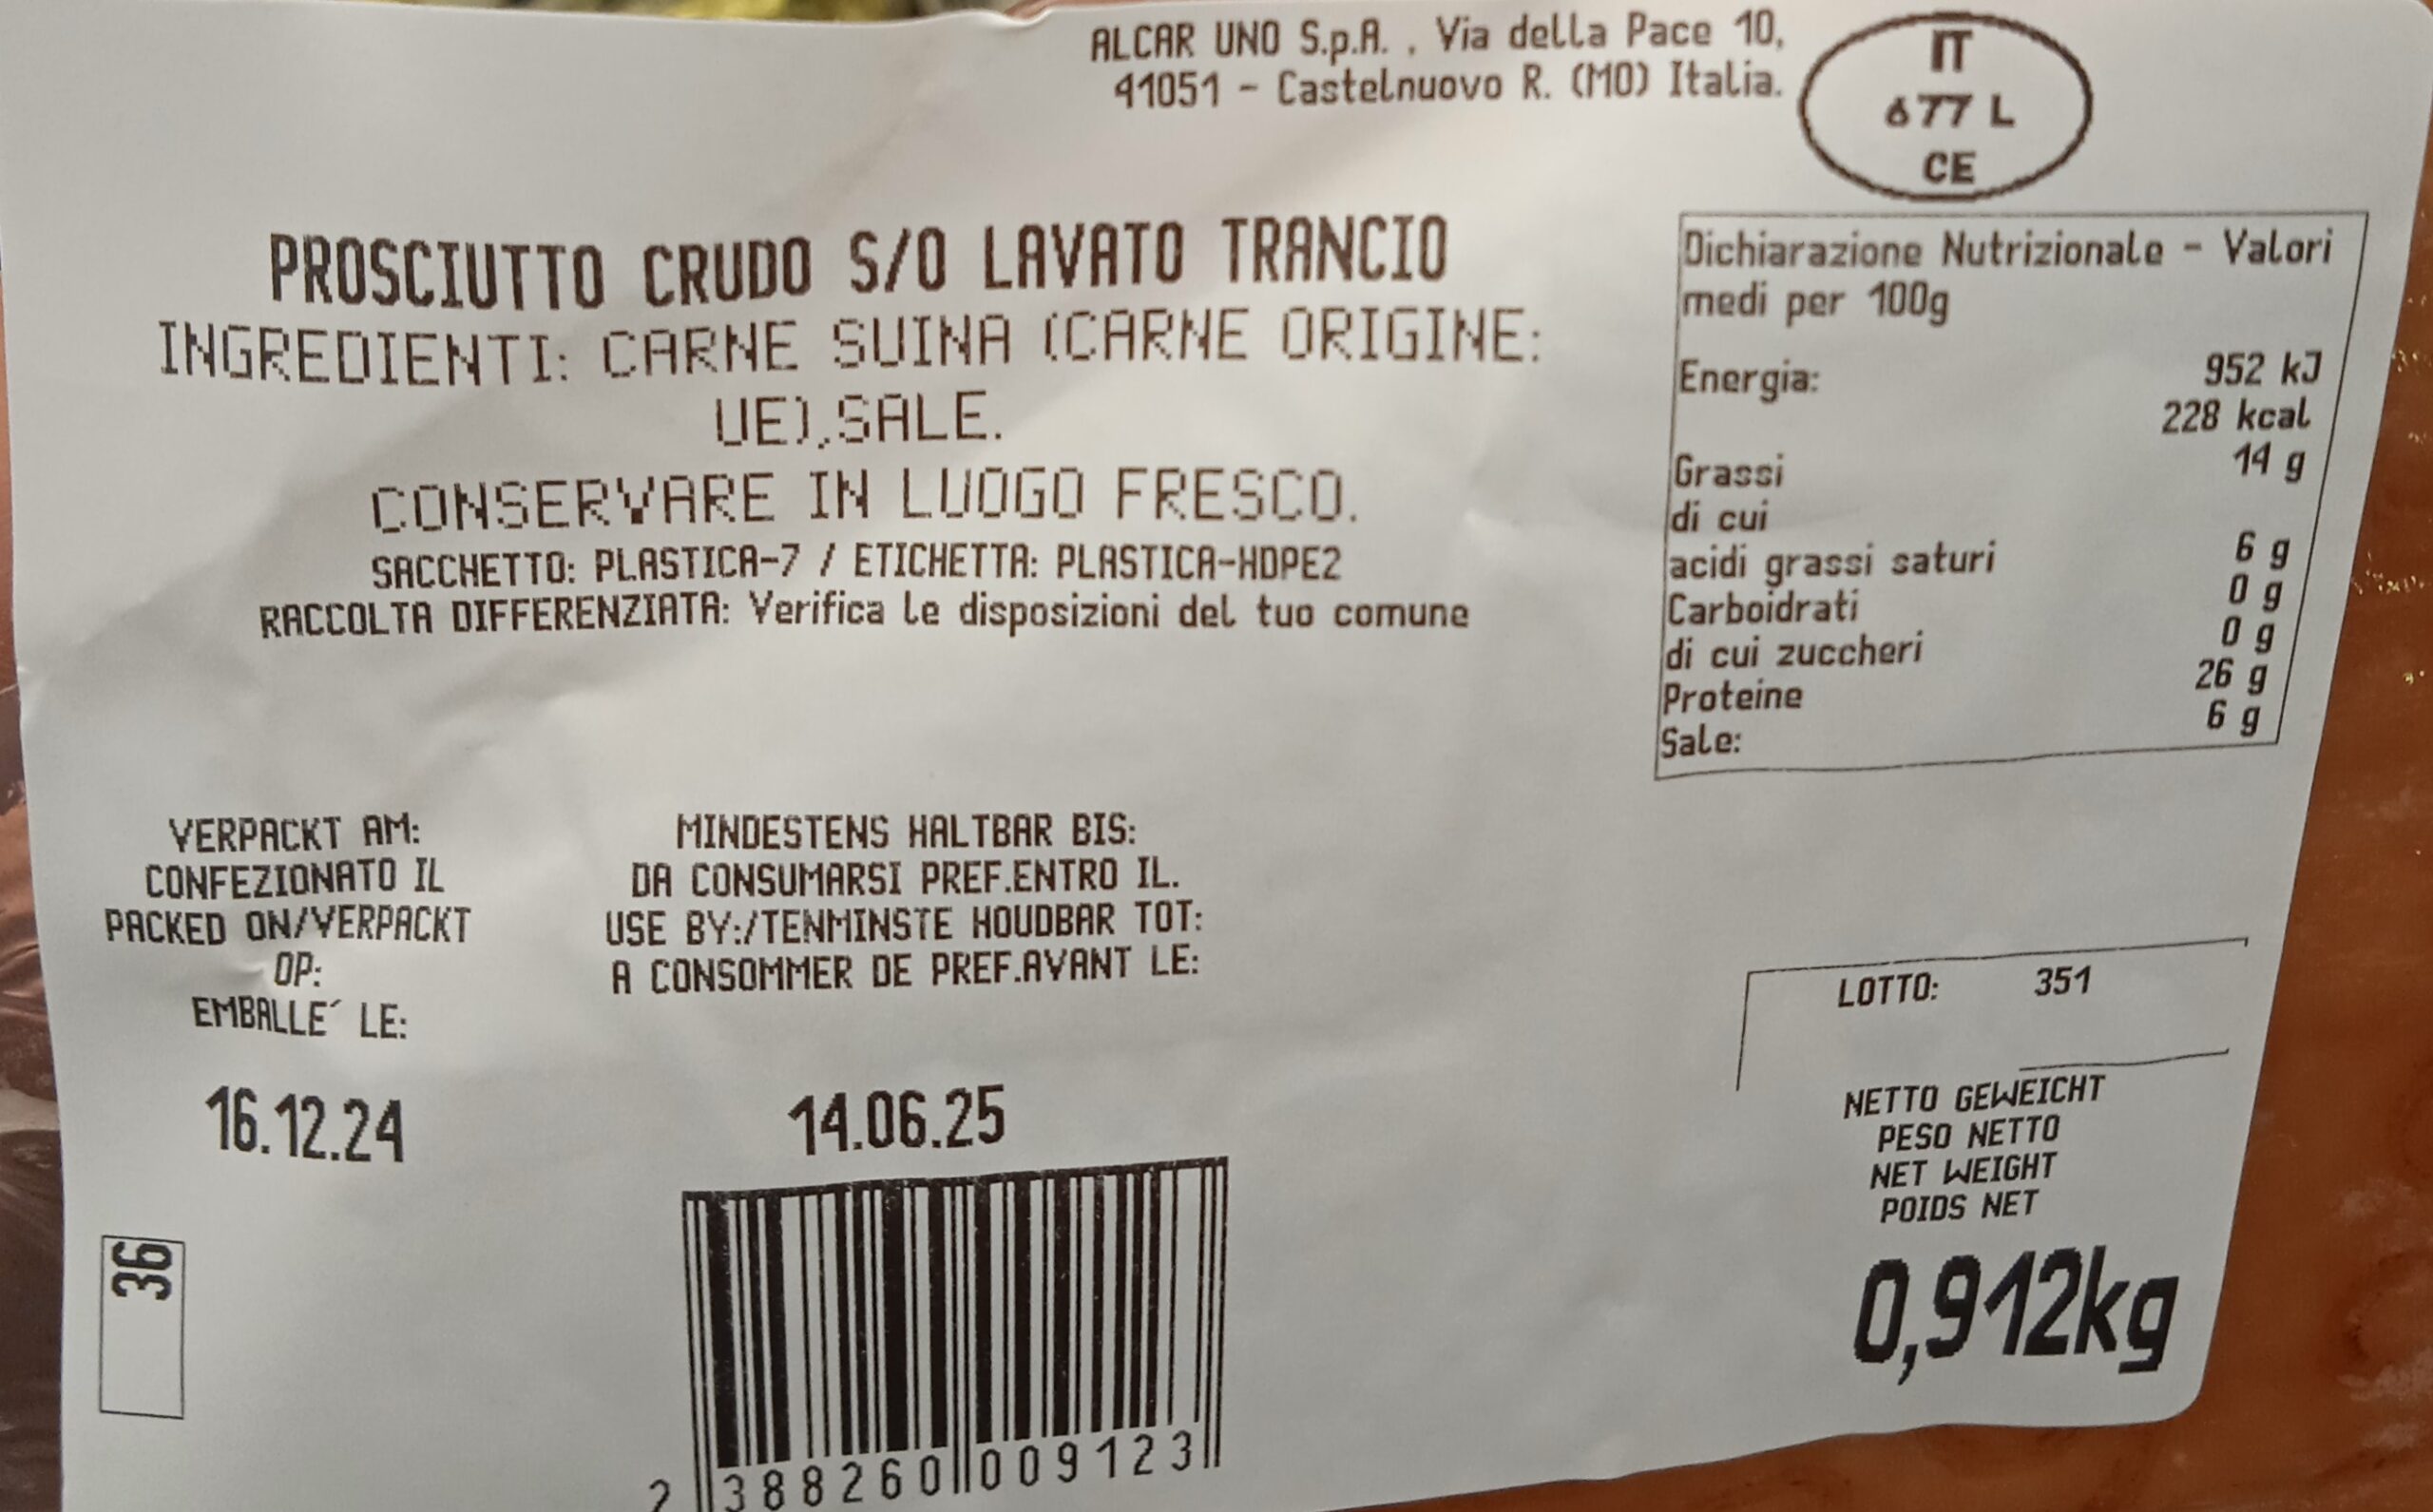 ALCAR UNO S.p.A. . Via della Pace 10,
41051 - Castelnuovo R. (MO) Italia.
IT
677 L
CE
PROSCIUTTO CRUDO S/O LAVATO TRANCIO
INGREDIENTI: CARNE SUINA (CARNE ORIGINE:
UE),SALE.
CONSERVARE IN LUOGO FRESCO.
SACCHETTO: PLASTICA-7 / ETICHETTA: PLASTICA-HDPE2
RACCOLTA DIFFERENZIATA: Verifica le disposizioni del tuo comune
Dichiarazione Nutrizionale - Valori
medi per 100g
Energia: 952 kJ
228 kcal
Grassi 14 g
di cui
acidi grassi saturi 6 g
Carboidrati 0 g
di cui zuccheri 0 g
Proteine 26 g
Sale: 6 g
VERPACKT AM:
CONFEZIONATO IL
PACKED ON/VERPACKT
OP:
EMBALLE´ LE:
16.12.24
MINDESTENS HALTBAR BIS:
DA CONSUMARSI PREF.ENTRO IL.
USE BY:/TENMINSTE HOUDBAR TOT:
A CONSOMMER DE PREF.AVANT LE:
14.06.25
LOTTO: 351
NETTO GEWEICHT
PESO NETTO
NET WEIGHT
POIDS NET
0,912kg
36
2 388260 009123